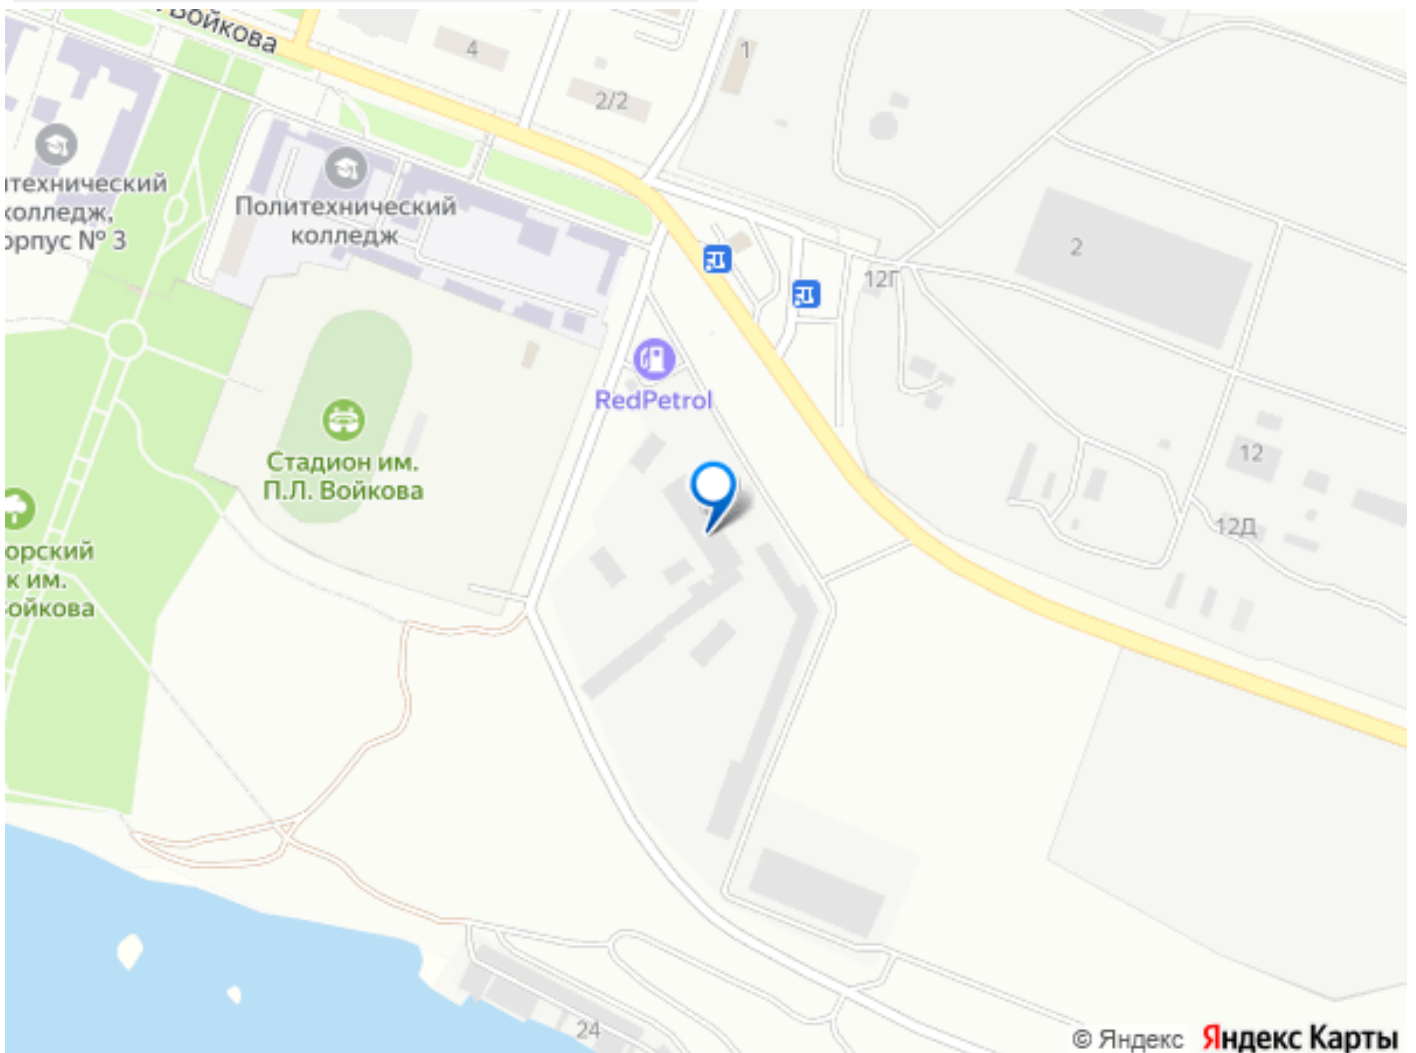 Войкова
4
1
2/2
итехнический
колледж,
орпус № 3
Политехнический
колледж
2
12Г
RedPetrol
Стадион им.
П.Л. Войкова
12
12Д
орский
к им.
Войкова
24
© Яндекс Яндекс Карты